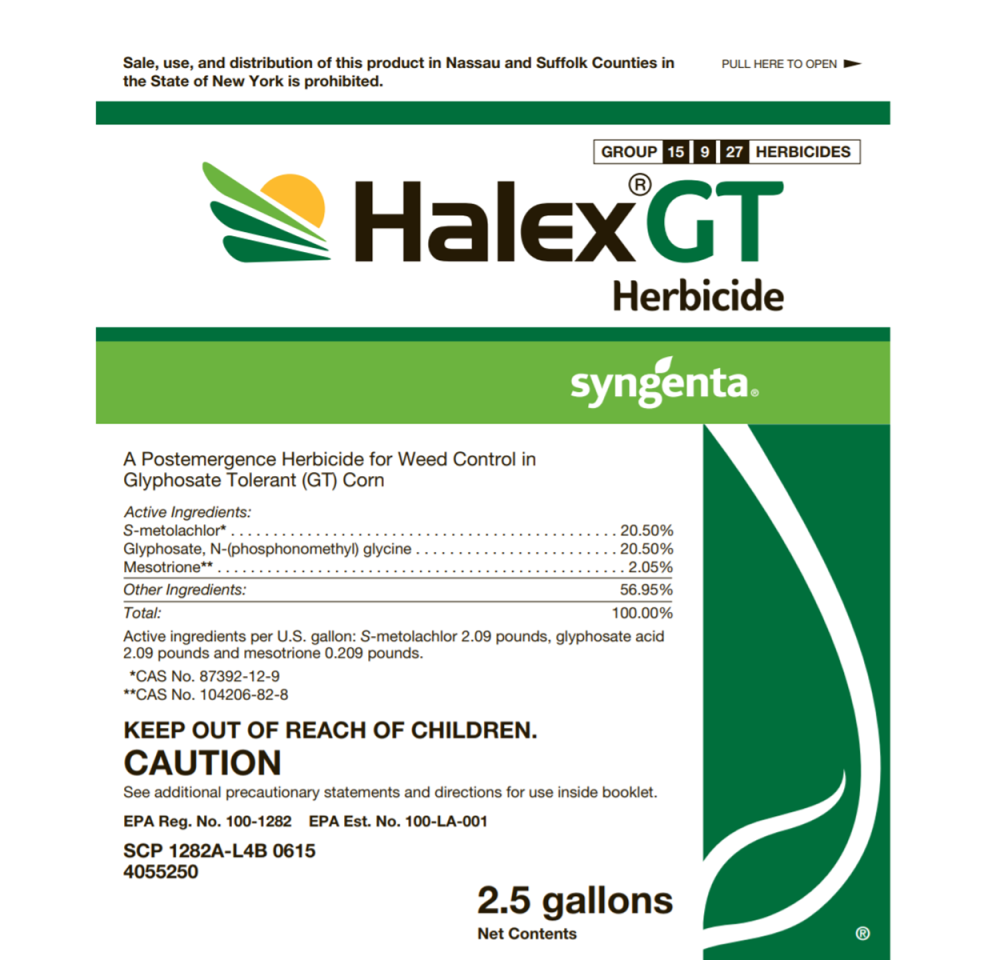 Sale, use, and distribution of this product in Nassau and Suffolk Counties in
the State of New York is prohibited.
PULL HERE TO OPEN
GROUP 15 9 27 HERBICIDES
Halex® GT
Herbicide
syngenta®
A Postemergence Herbicide for Weed Control in
Glyphosate Tolerant (GT) Corn
Active Ingredients:
S-metolachlor* . . . . . . . . . . . . . . . . . . . . . . . . . . . . . . . . . . . . . . . . . . . . . . 20.50%
Glyphosate, N-(phosphonomethyl) glycine . . . . . . . . . . . . . . . . . . . . . . . . 20.50%
Mesotrione** . . . . . . . . . . . . . . . . . . . . . . . . . . . . . . . . . . . . . . . . . . . . . . . . . 2.05%
Other Ingredients: 56.95%
Total: 100.00%
Active ingredients per U.S. gallon: S-metolachlor 2.09 pounds, glyphosate acid
2.09 pounds and mesotrione 0.209 pounds.
*CAS No. 87392-12-9
**CAS No. 104206-82-8
KEEP OUT OF REACH OF CHILDREN.
CAUTION
See additional precautionary statements and directions for use inside booklet.
EPA Reg. No. 100-1282 EPA Est. No. 100-LA-001
SCP 1282A-L4B 0615
4055250
2.5 gallons
Net Contents
®